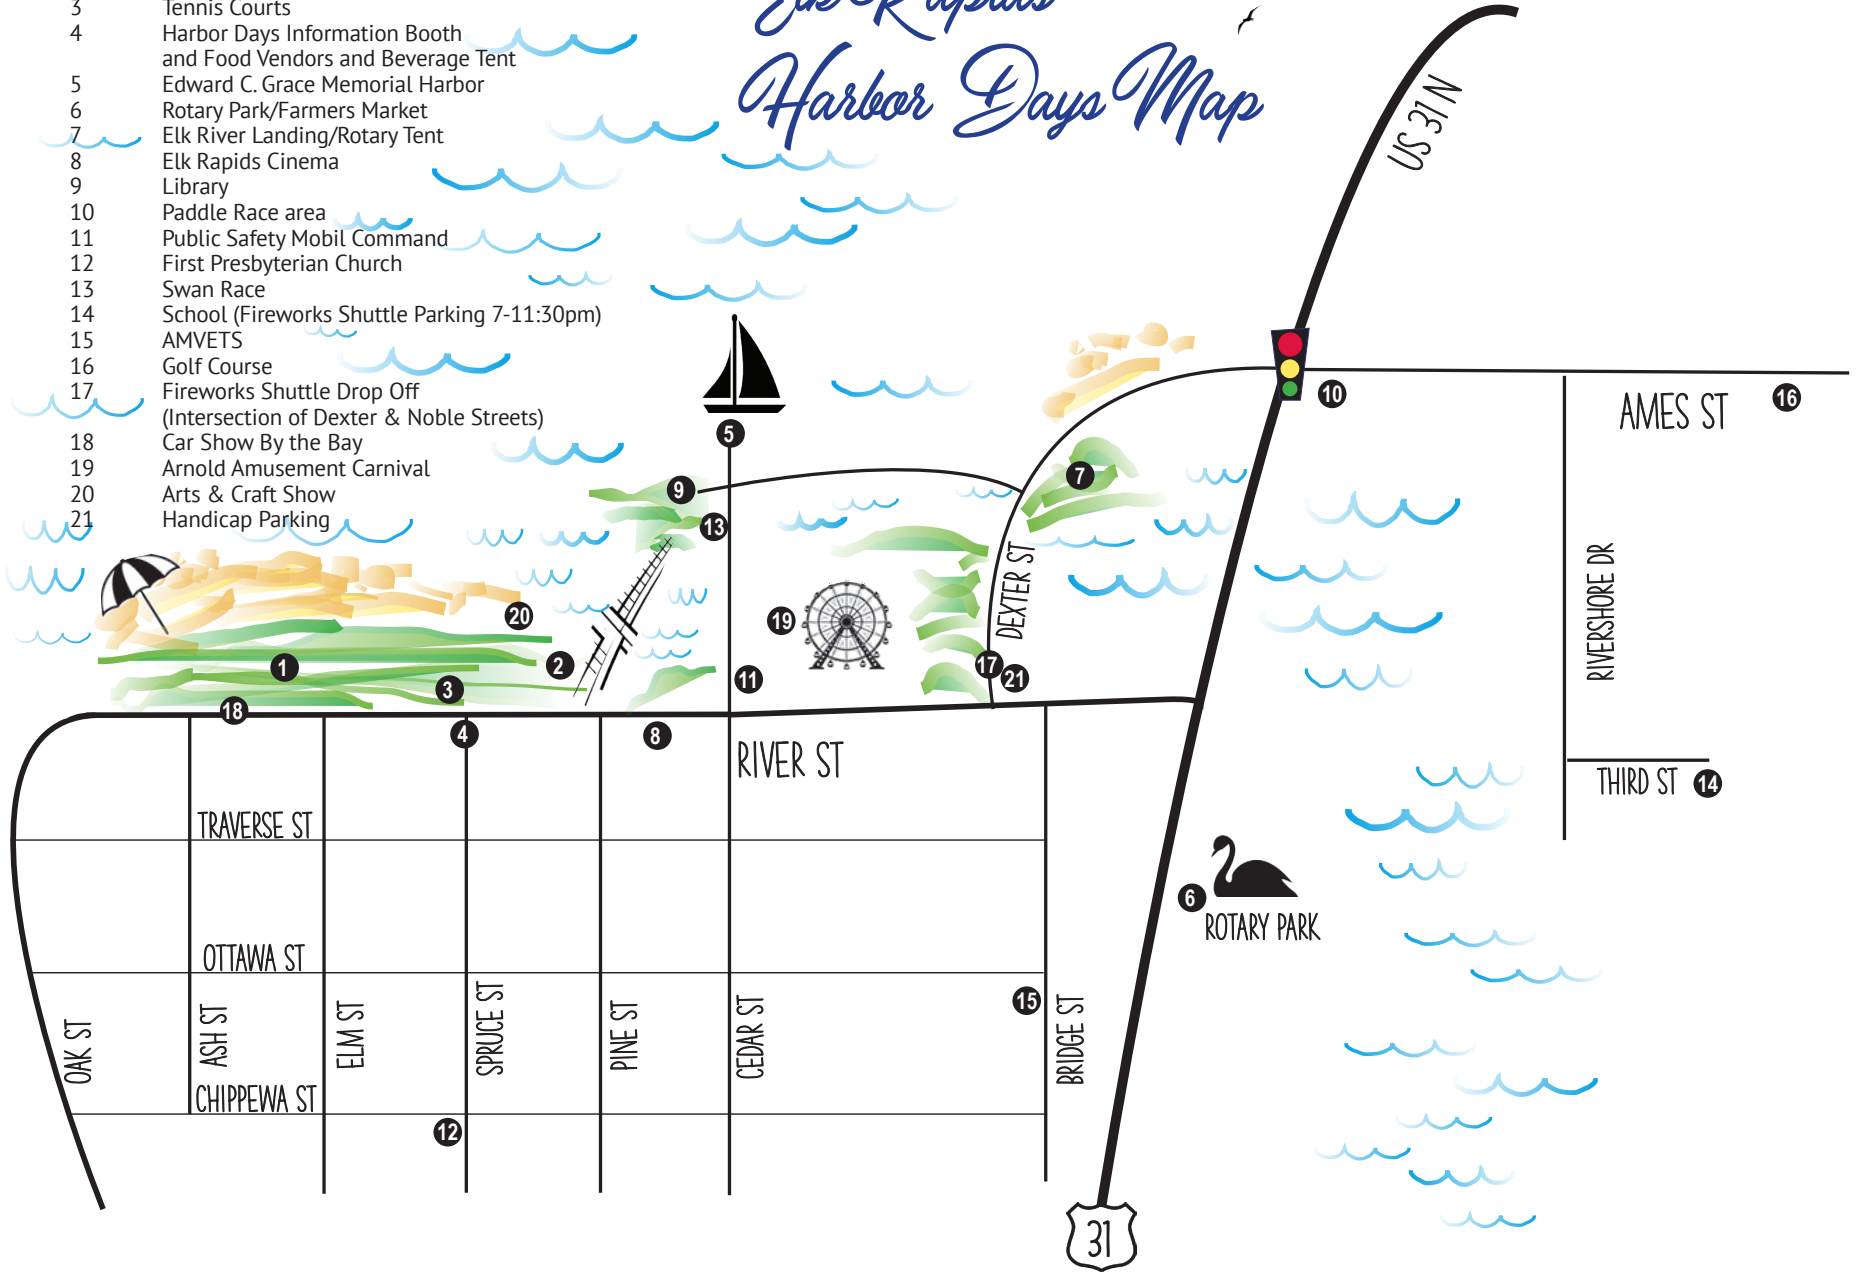 3 Tennis Courts
4 Harbor Days Information Booth
and Food Vendors and Beverage Tent
5 Edward C. Grace Memorial Harbor
6 Rotary Park/Farmers Market
7 Elk River Landing/Rotary Tent
8 Elk Rapids Cinema
9 Library
10 Paddle Race area
11 Public Safety Mobil Command
12 First Presbyterian Church
13 Swan Race
14 School (Fireworks Shuttle Parking 7-11:30pm)
15 AMVETS
16 Golf Course
17 Fireworks Shuttle Drop Off
(Intersection of Dexter & Noble Streets)
18 Car Show By the Bay
19 Arnold Amusement Carnival
20 Arts & Craft Show
21 Handicap Parking
Elk Rapids
Harbor Days Map
US 31 N
10
16
AMES ST
5
7
9
13
DEXTER ST
RIVERSHORE DR
20
19
1
2
3
11
17
21
18
4
8
RIVER ST
THIRD ST 14
TRAVERSE ST
6
ROTARY PARK
OTTAWA ST
15
OAK ST
ASH ST
ELM ST
SPRUCE ST
PINE ST
CEDAR ST
BRIDGE ST
CHIPPEWA ST
12
31